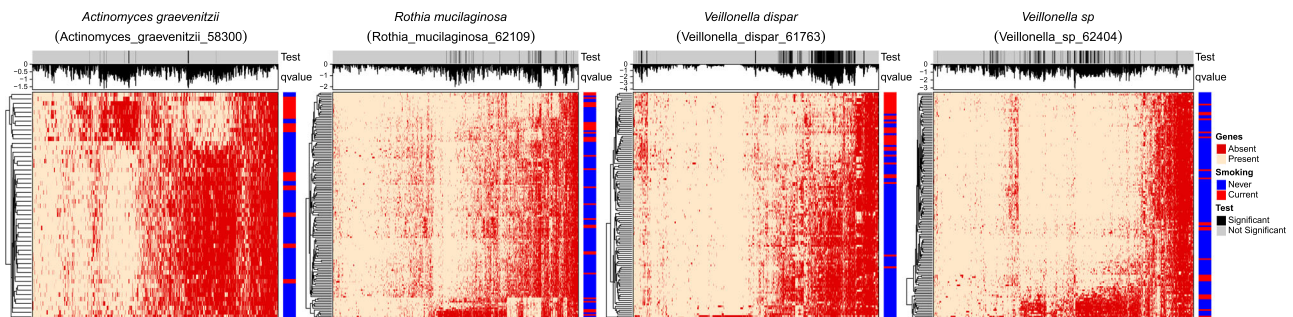 Actinomyces graevenitzii
(Actinomyces_graevenitzii_58300)
Test
0
−0.5
−1
−1.5
qvalue
Rothia mucilaginosa
(Rothia_mucilaginosa_62109)
Test
0
−1
−2
qvalue
Veillonella dispar
(Veillonella_dispar_61763)
Test
0
−1
−2
−3
−4
qvalue
Veillonella sp
(Veillonella_sp_62404)
Test
0
−1
−2
−3
qvalue
Genes
Absent
Present
Smoking
Never
Current
Test
Significant
Not Significant